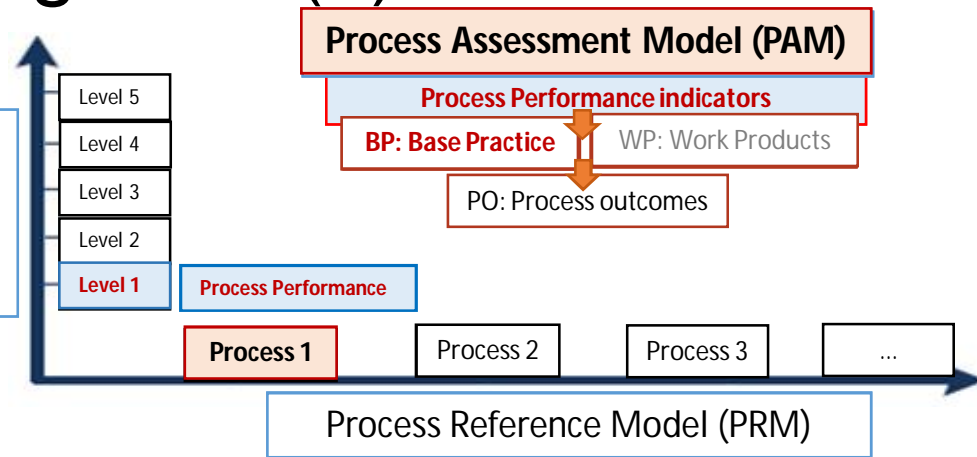 Process Assessment Model (PAM)
Process Performance indicators
BP: Base Practice
WP: Work Products
PO: Process outcomes
Level 5
Level 4
Level 3
Level 2
Level 1
Process Performance
Process 1
Process 2
Process 3
...
Process Reference Model (PRM)